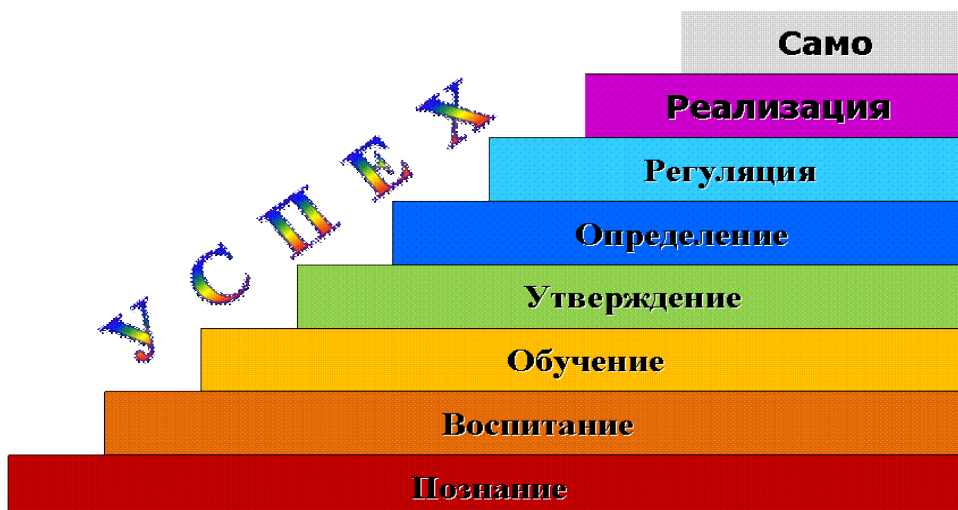 Само
Реализация
Регуляция
Определение
Утверждение
Обучение
Воспитание
Познание
УСПЕХ